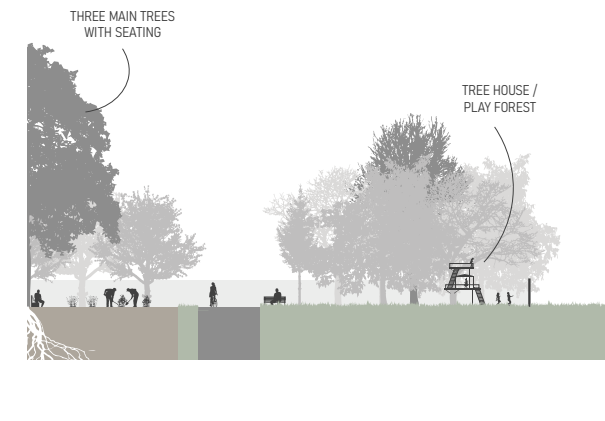 THREE MAIN TREES
WITH SEATING
TREE HOUSE /
PLAY FOREST